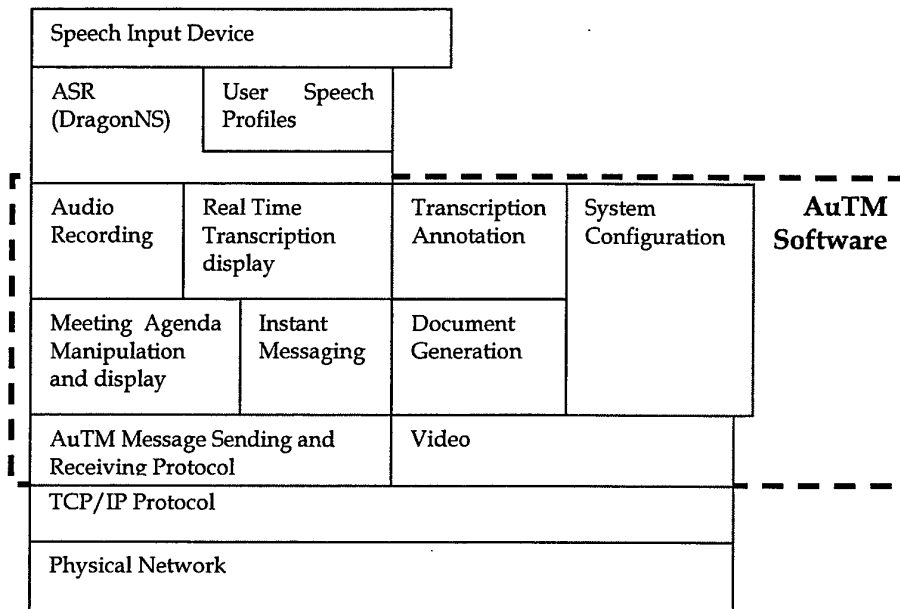 Speech Input Device
ASR
(DragonNS)
User Speech
Profiles
Audio
Recording
Real Time
Transcription
display
Transcription
Annotation
System
Configuration
AuTM
Software
Meeting Agenda
Manipulation
and display
Instant
Messaging
Document
Generation
AuTM Message Sending and
Receiving Protocol
Video
TCP/IP Protocol
Physical Network